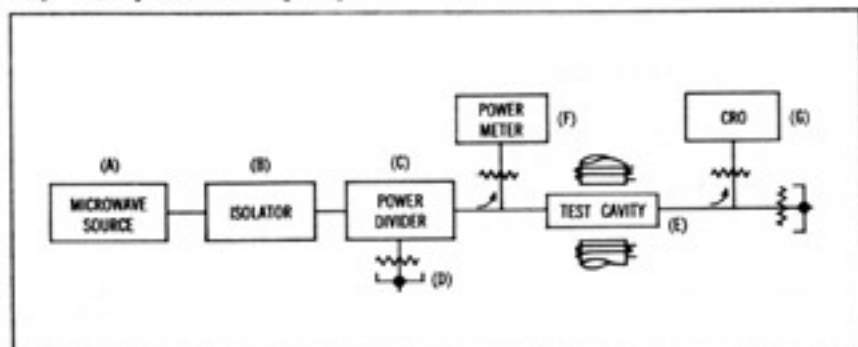 (A)
MICROWAVE
SOURCE
(B)
ISOLATOR
(C)
POWER
DIVIDER
(D)
POWER
METER
(F)
TEST CAVITY
(E)
CRO
(G)